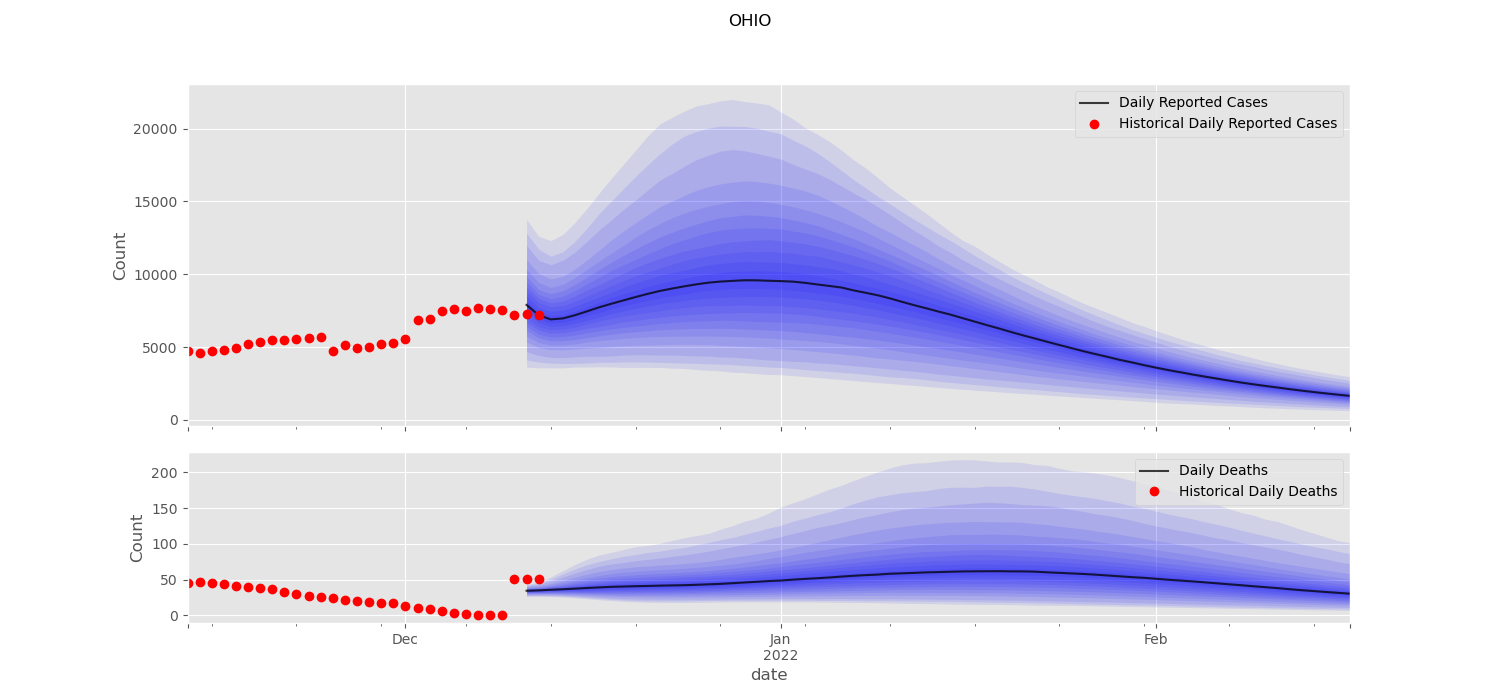 OHIO
Count
20000
15000
10000
5000
0
Daily Reported Cases
Historical Daily Reported Cases
Count
200
150
100
50
0
Daily Deaths
Historical Daily Deaths
Dec
Jan
2022
Feb
date